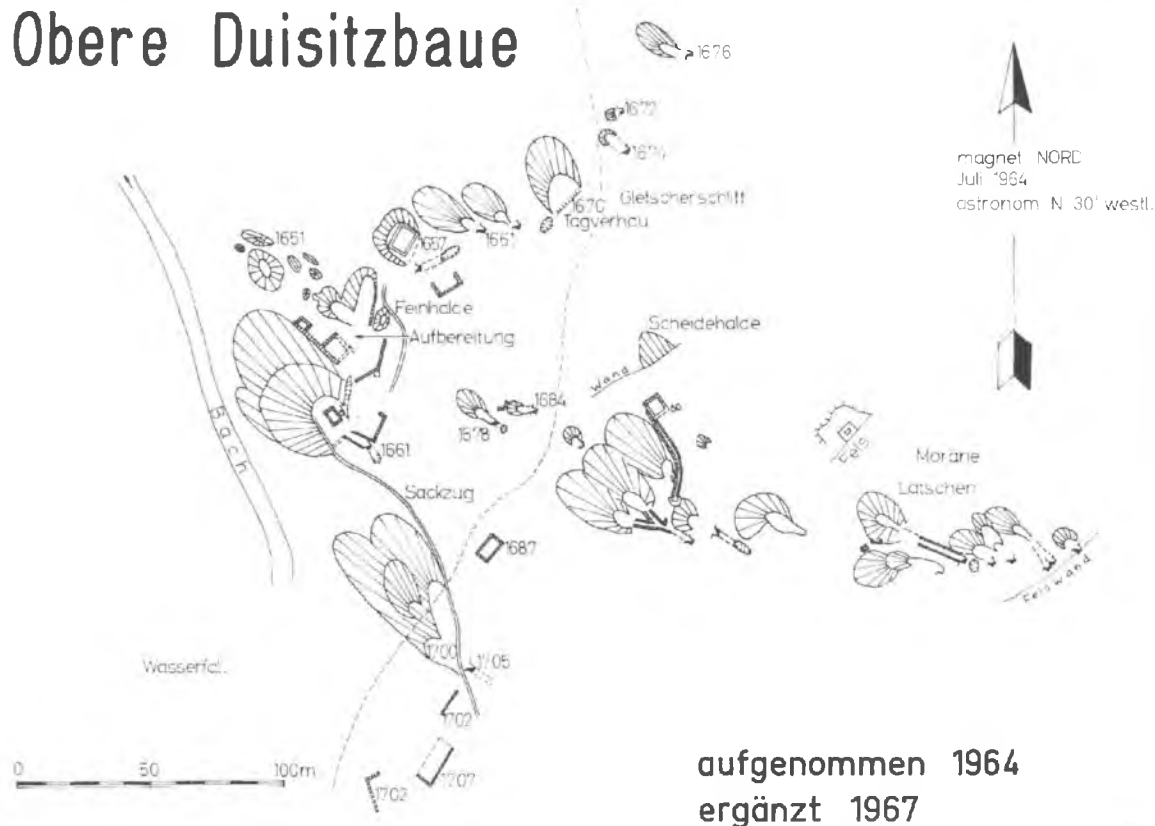 Obere Duisitzbaue
1676
1672
magnet NORD
Juli 1964
astronom N 30' westl.
1670
Gletscherschliff
Tagverhau
1651
1657
Feinhalde
Aufbereitung
Scheidehalde
Wand
1684
1678
1661
Bach
Sackzug
Fels
Moräne
Latschen
1687
Felswand
1700
1705
Wasserfall
1702
1707
1702
0 50 100m
aufgenommen 1964
ergänzt 1967